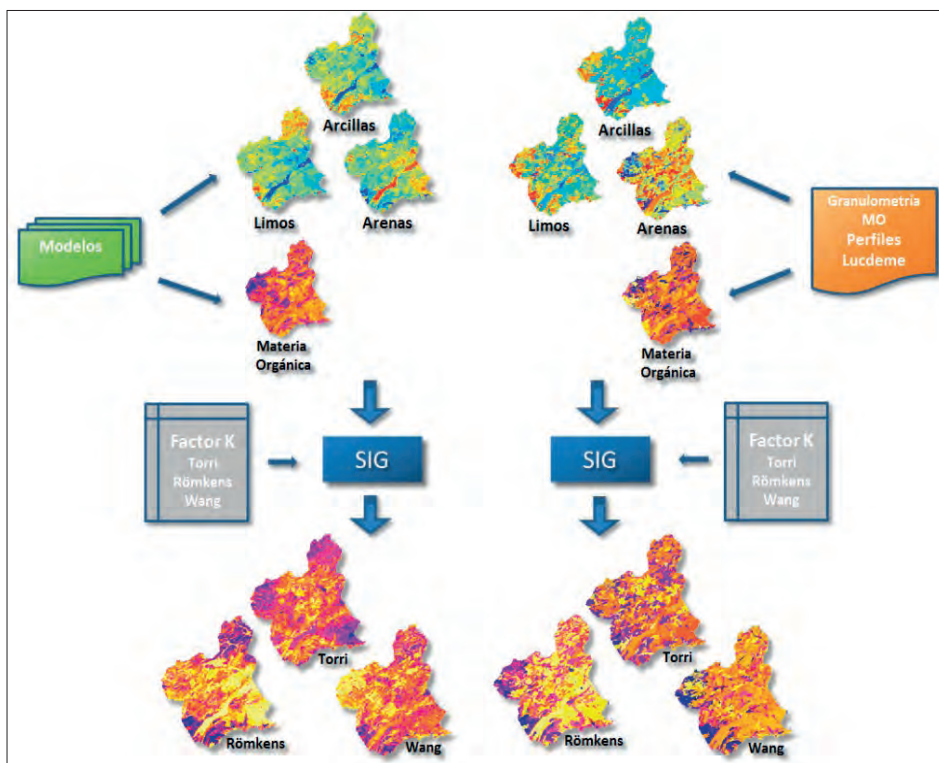 Arcillas
Limos
Arenas
Modelos
Materia
Orgánica
Factor K
Torri
Römkens
Wang
SIG
Torri
Römkens
Wang
Arcillas
Limos
Arenas
Granulometría
MO
Perfiles
Lucdeme
Materia
Orgánica
SIG
Factor K
Torri
Römkens
Wang
Torri
Römkens
Wang